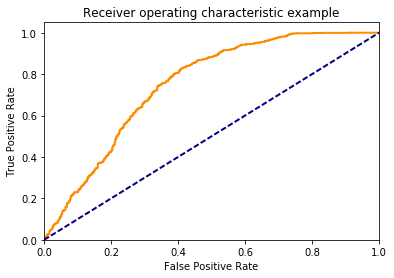 Receiver operating characteristic example
1.0
0.8
0.6
0.4
0.2
0.0
True Positive Rate
0.0 0.2 0.4 0.6 0.8 1.0
False Positive Rate